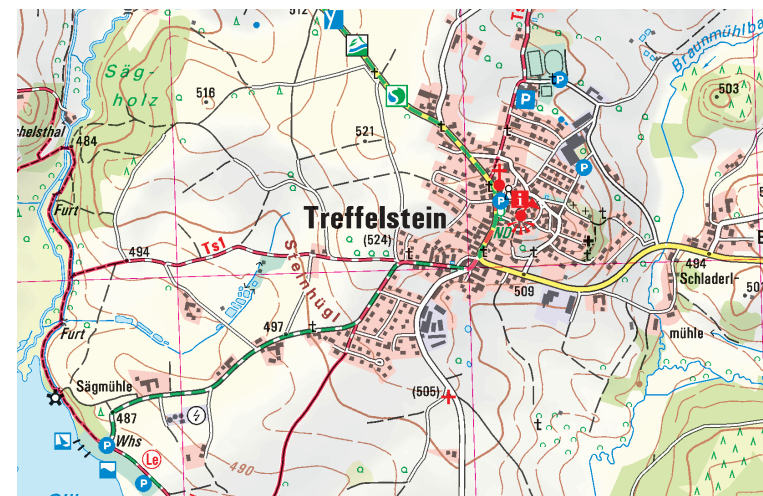 512
Säg-
holz
516
521
503
Braunmühlba
chelsthal
484
Furt
P
P
P
P
i
Treffelstein
(524)
ND
494
Ts1
Steinhügl
494
Schladerl-
mühle
509
497
Furt
Sägmühle
(505)
487
Whs
P
Le
490
P